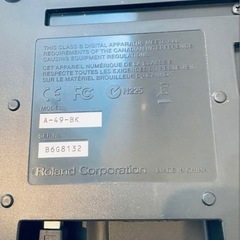 THIS CLASS B DIGITAL APPARATUS MEETS ALL
REQUIREMENTS OF THE CANADIAN INTERFERENCE-
CAUSING EQUIPMENT REGULATIONS.
CET APPAREIL NUMÉRIQUE DE LA CLASSE B
RESPECTE TOUTES LES EXIGENCES DU RÈGLEMENT
SUR LE MATÉRIEL BROUILLEUR DU CANADA.
CE FC N225
MODEL
A-49-BK
SERIAL
B6G8132
Roland Corporation MADE IN CHINA